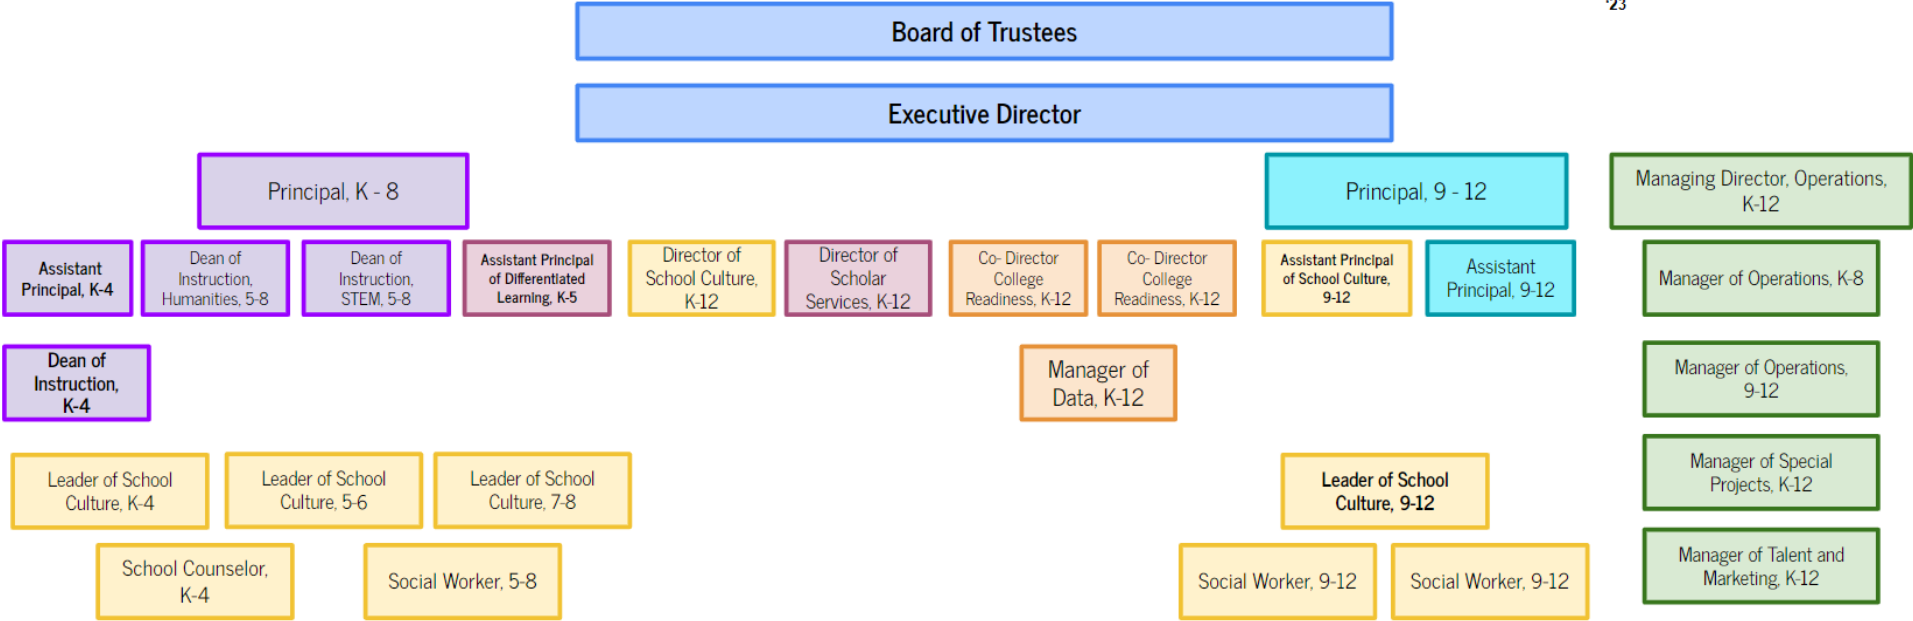 '23
Board of Trustees
Executive Director
Principal, K - 8
Principal, 9 - 12
Managing Director, Operations,
K-12
Assistant
Principal, K-4
Dean of
Instruction,
Humanities, 5-8
Dean of
Instruction,
STEM, 5-8
Assistant Principal
of Differentiated
Learning, K-5
Director of
School Culture,
K-12
Director of
Scholar
Services, K-12
Co- Director
College
Readiness, K-12
Co- Director
College
Readiness, K-12
Assistant Principal
of School Culture,
9-12
Assistant
Principal, 9-12
Manager of Operations, K-8
Dean of
Instruction,
K-4
Manager of
Data, K-12
Manager of Operations,
9-12
Leader of School
Culture, K-4
Leader of School
Culture, 5-6
Leader of School
Culture, 7-8
Leader of School
Culture, 9-12
Manager of Special
Projects, K-12
School Counselor,
K-4
Social Worker, 5-8
Social Worker, 9-12
Social Worker, 9-12
Manager of Talent and
Marketing, K-12